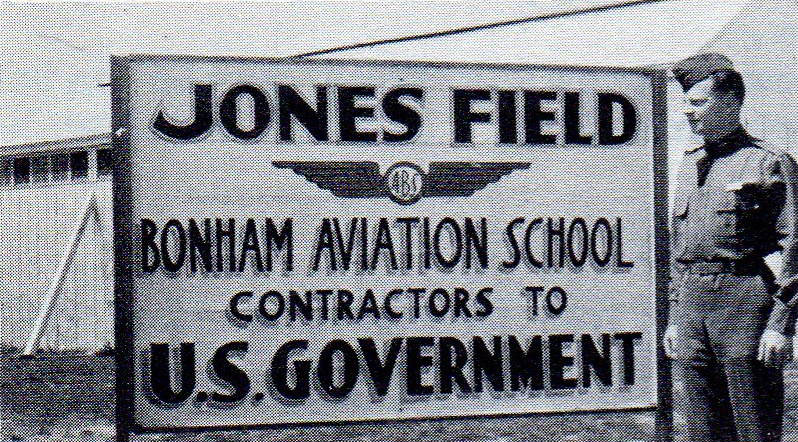 JONES FIELD
ABS
BONHAM AVIATION SCHOOL
CONTRACTORS TO
U.S. GOVERNMENT